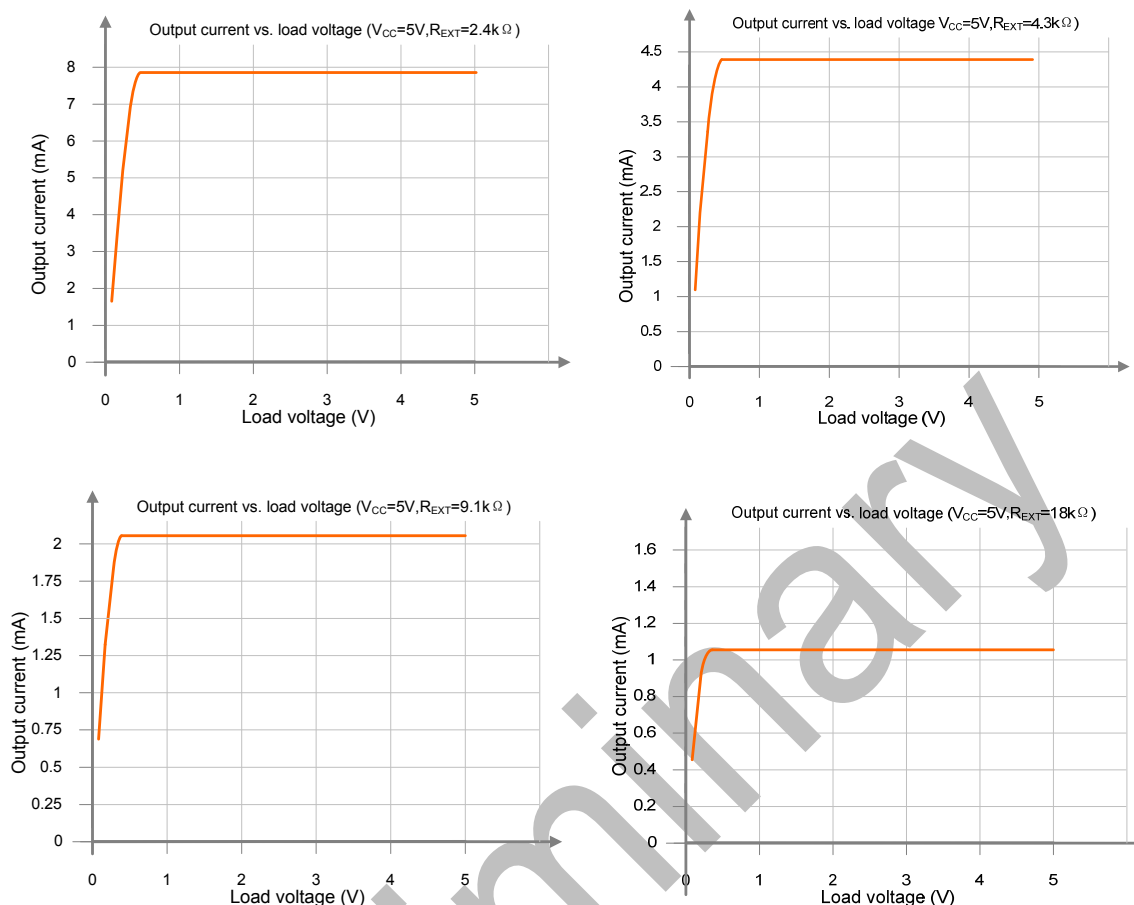 Output current vs. load voltage (VCC=5V,REXT=2.4kΩ)
8
7
6
5
4
3
2
1
0
Output current (mA)
0 1 2 3 4 5
Load voltage (V)
Output current vs. load voltage VCC=5V,REXT=4.3kΩ)
4.5
4
3.5
3
2.5
2
1.5
1
0.5
0
Output current (mA)
0 1 2 3 4 5
Load voltage (V)
Output current vs. load voltage (VCC=5V,REXT=9.1kΩ)
2
1.75
1.5
1.25
1
0.75
0.5
0.25
0
Output current (mA)
0 1 2 3 4 5
Load voltage (V)
Output current vs. load voltage (VCC=5V,REXT=18kΩ)
1.6
1.4
1.2
1
0.8
0.6
0.4
0.2
0
Output current (mA)
0 1 2 3 4 5
Load voltage (V)
minary